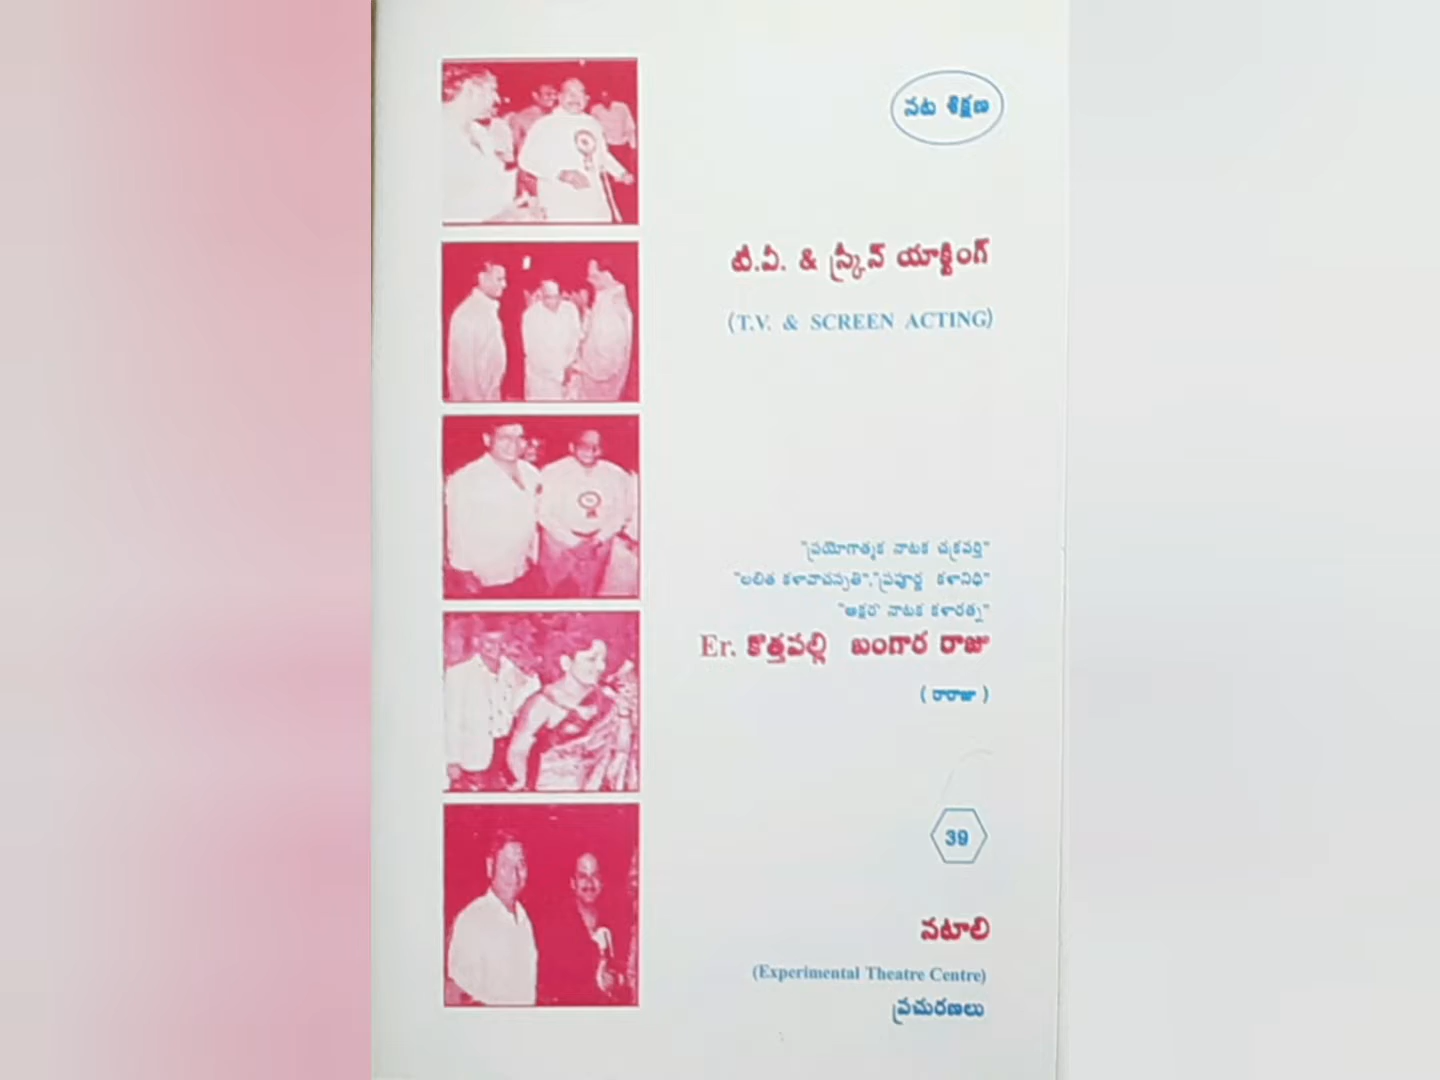 నట శిక్షణ
టి.వీ. & స్క్రీన్ యాక్టింగ్
(T.V. & SCREEN ACTING)
"ప్రయోగాత్మక నాటక చక్రవర్తి"
"లలిత కళావాచస్పతి", "ప్రపూర్ణ కళానిధి"
"అక్షర' నాటక కళారత్న"
Er. కొత్తపల్లి బంగార రాజు
( రారాజు )
39
నటాలి
(Experimental Theatre Centre)
ప్రచురణలు